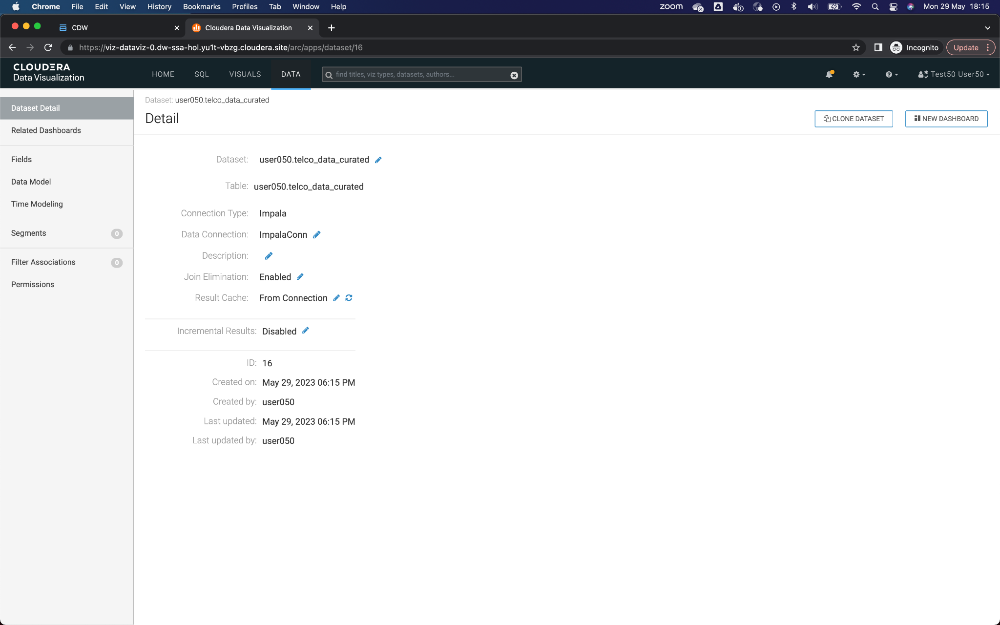 Chrome File Edit View History Bookmarks Profiles Tab Window Help zoom Mon 29 May 18:15
CDW Cloudera Data Visualization
https://viz-dataviz-0.dw-ssa-hol.yu1t-vbzg.cloudera.site/arc/apps/dataset/16 Incognito Update
CLOUDERA
Data Visualization
HOME SQL VISUALS DATA find titles, viz types, datasets, authors... Test50 User50
Dataset Detail
Related Dashboards
Fields
Data Model
Time Modeling
Segments 0
Filter Associations 0
Permissions
Dataset: user050.telco_data_curated
Detail
CLONE DATASET NEW DASHBOARD
Dataset: user050.telco_data_curated
Table: user050.telco_data_curated
Connection Type: Impala
Data Connection: ImpalaConn
Description:
Join Elimination: Enabled
Result Cache: From Connection
Incremental Results: Disabled
ID: 16
Created on: May 29, 2023 06:15 PM
Created by: user050
Last updated: May 29, 2023 06:15 PM
Last updated by: user050